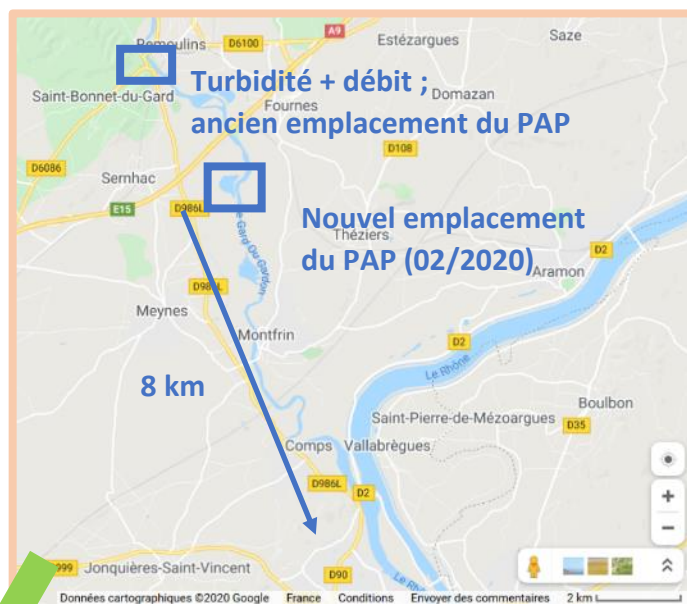 A9
Remoulins
D6100
Estézargues
Saze
Saint-Bonnet-du-Gard
Turbidité + débit ;
Domazan
Fournes
ancien emplacement du PAP
D6086
D108
Sernhac
E15
D986L
Nouvel emplacement
Théziers
du PAP (02/2020)
D2
Aramon
Meynes
Montfrin
D2
Le Rhône
8 km
Boulbon
Saint-Pierre-de-Mézoargues
D35
Comps
Vallabrègues
D986L
D2
999
Jonquières-Saint-Vincent
D90
Données cartographiques ©2020 Google France Conditions Envoyer des commentaires 2 km